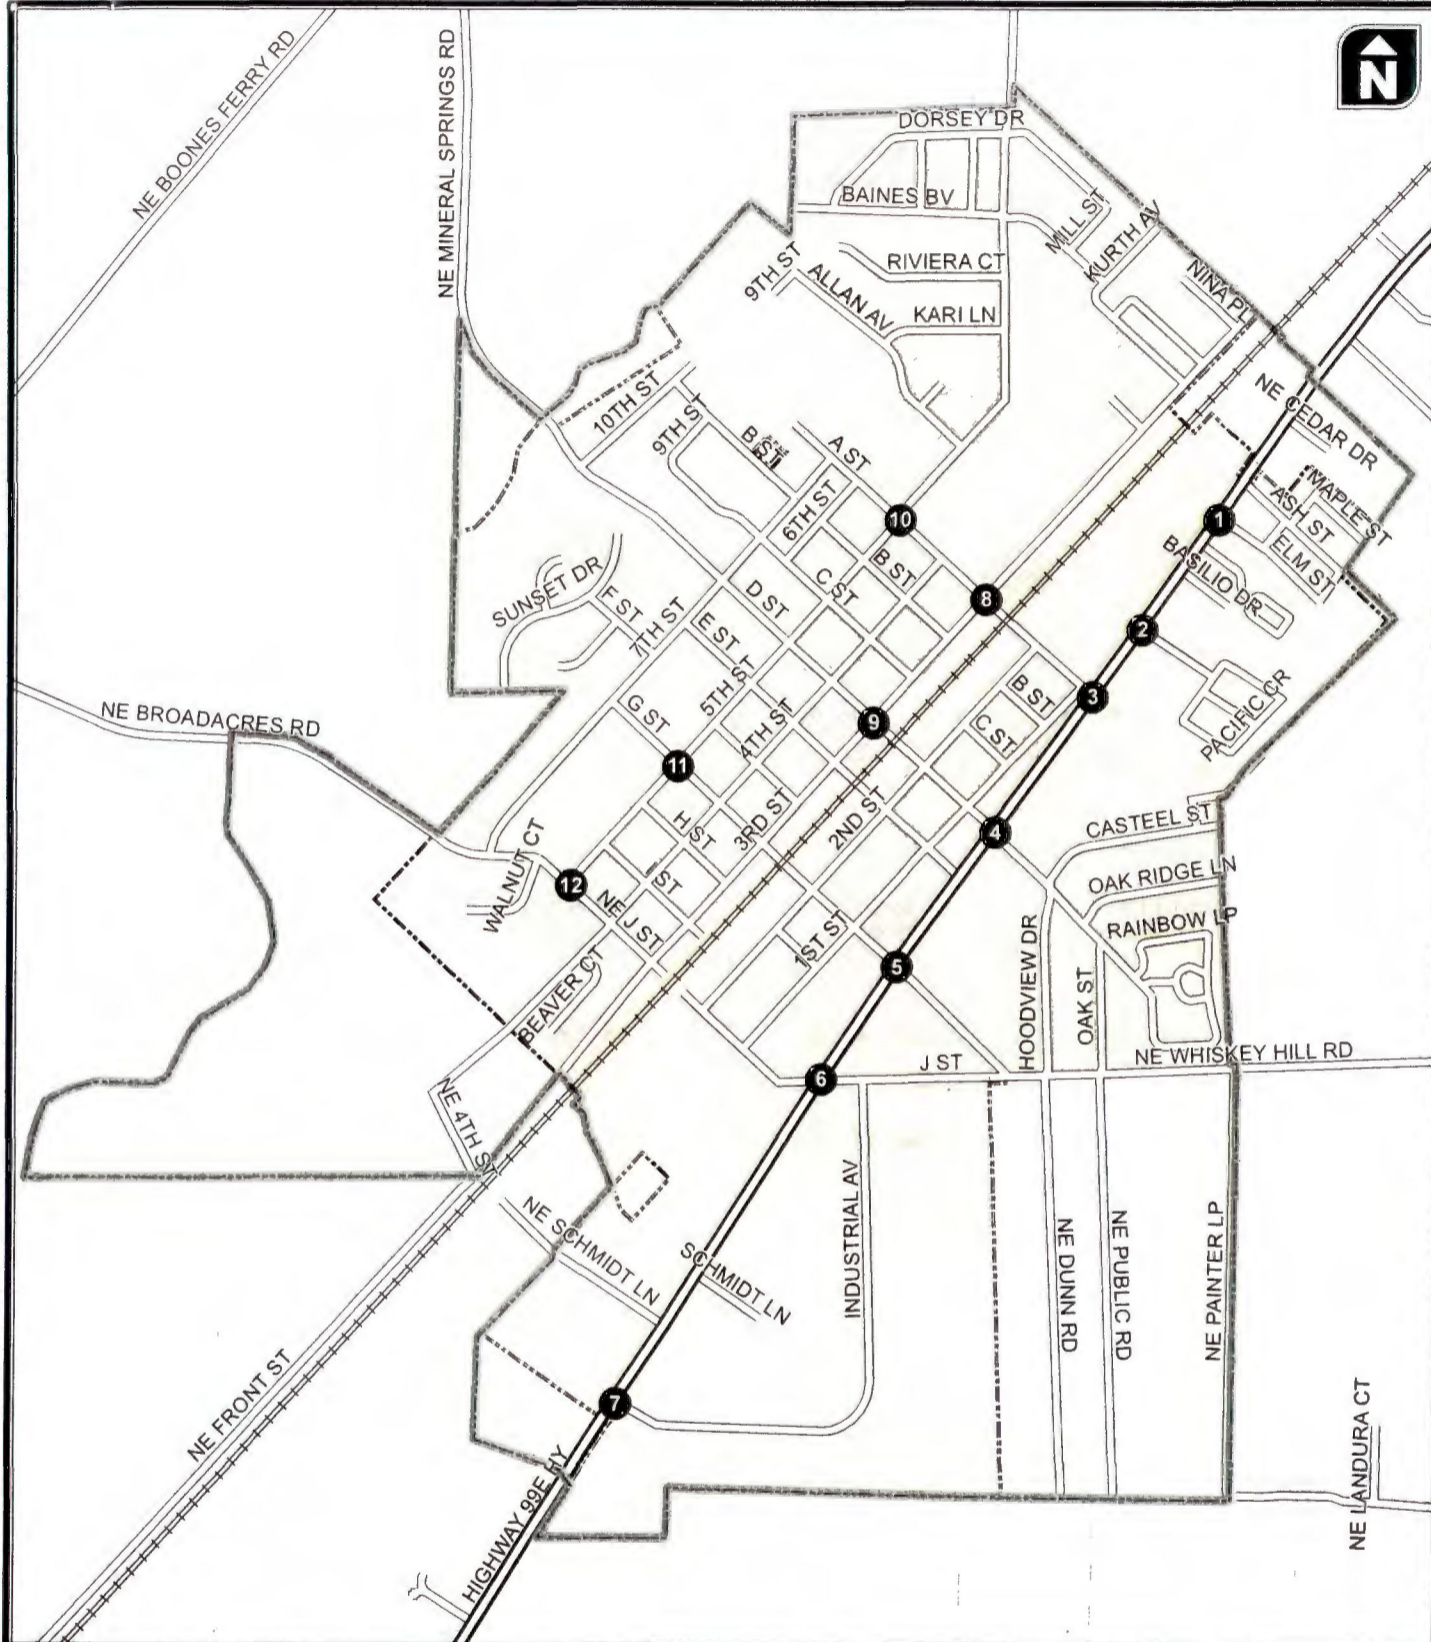 N
NE BOONES FERRY RD
NE MINERAL SPRINGS RD
DORSEY DR
BAINES BV
MILL ST
KURTH AV
RIVIERA CT
9TH ST
ALLAN AV
KARI LN
NINA PL
NE CEDAR DR
10TH ST
9TH ST
B ST
A ST
6TH ST
MAPLE ST
ASH ST
ELM ST
10
1
BASILIO DR
B ST
C ST
D ST
8
2
SUNSET DR
F ST
7TH ST
E ST
5TH ST
B ST
3
PACIFIC CR
NE BROADACRES RD
G ST
4TH ST
9
C ST
11
4
CASTEEL ST
WALNUT CT
H ST
3RD ST
2ND ST
OAK RIDGE LN
12
I ST
NE J ST
RAINBOW LP
1ST ST
5
HOODVIEW DR
OAK ST
BEAVER CT
6
J ST
NE WHISKEY HILL RD
NE 4TH ST
NE SCHMIDT LN
SCHMIDT LN
INDUSTRIAL AV
NE DUNN RD
NE PUBLIC RD
NE PAINTER LP
NE FRONT ST
7
NE LANDURA CT
HIGHWAY 99E HY